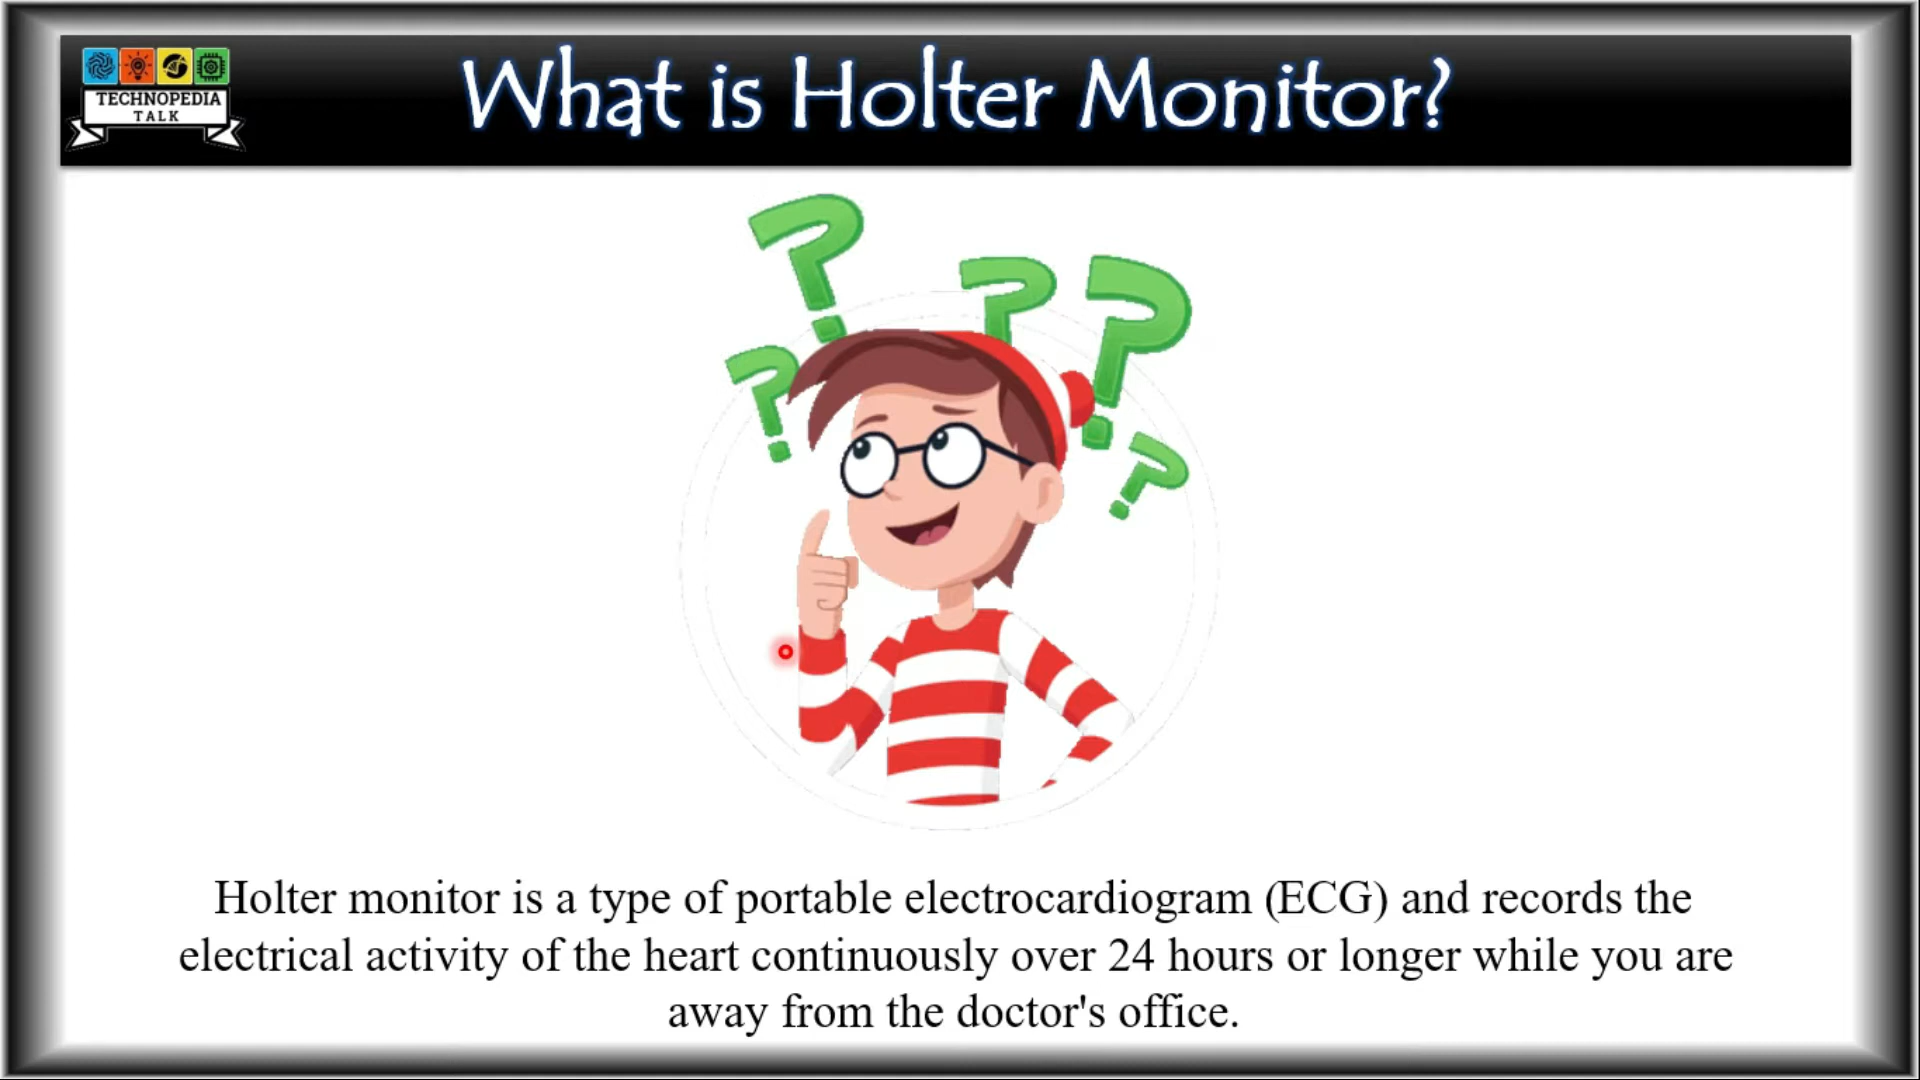 TECHNOPEDIA
TALK
What is Holter Monitor?
Holter monitor is a type of portable electrocardiogram (ECG) and records the
electrical activity of the heart continuously over 24 hours or longer while you are
away from the doctor's office.